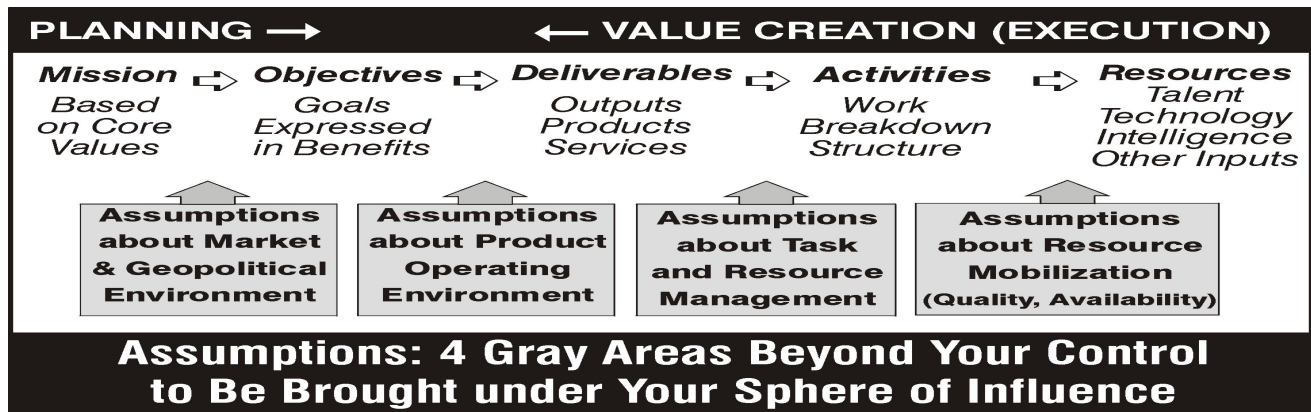 PLANNING → ← VALUE CREATION (EXECUTION)
Mission ➪ Objectives ➪ Deliverables ➪ Activities ➪ Resources
Based
on Core
Values
Goals
Expressed
in Benefits
Outputs
Products
Services
Work
Breakdown
Structure
Talent
Technology
Intelligence
Other Inputs
Assumptions
about Market
& Geopolitical
Environment
Assumptions
about Product
Operating
Environment
Assumptions
about Task
and Resource
Management
Assumptions
about Resource
Mobilization
(Quality, Availability)
Assumptions: 4 Gray Areas Beyond Your Control
to Be Brought under Your Sphere of Influence